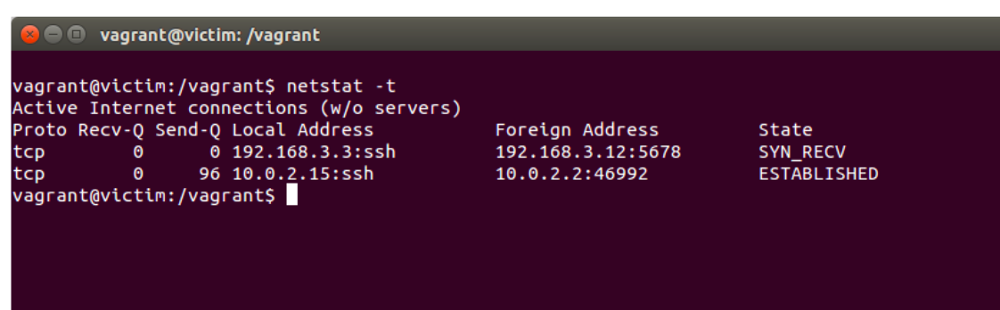 vagrant@victim: /vagrant
vagrant@victim:/vagrant$ netstat -t
Active Internet connections (w/o servers)
Proto Recv-Q Send-Q Local Address           Foreign Address         State
tcp        0      0 192.168.3.3:ssh         192.168.3.12:5678       SYN_RECV
tcp        0     96 10.0.2.15:ssh           10.0.2.2:46992          ESTABLISHED
vagrant@victim:/vagrant$